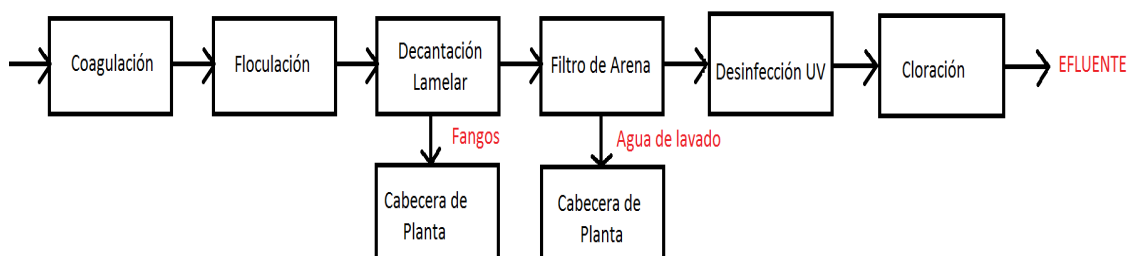 Coagulación
Floculación
Decantación
Lamelar
Filtro de Arena
Desinfección UV
Cloración
EFLUENTE
Fangos
Agua de lavado
Cabecera de
Planta
Cabecera de
Planta